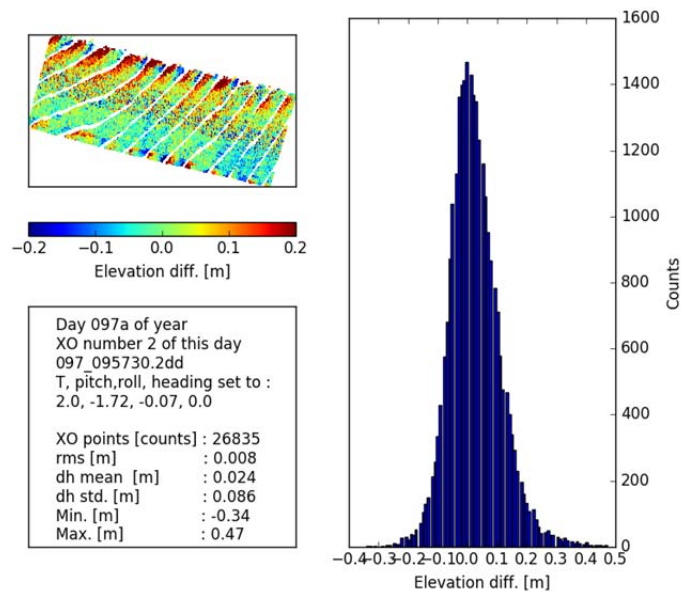 −0.2 −0.1 0.0 0.1 0.2
Elevation diff. [m]
Day 097a of year
XO number 2 of this day
097_095730.2dd
T, pitch,roll, heading set to :
2.0, -1.72, -0.07, 0.0
XO points [counts] : 26835
rms [m] : 0.008
dh mean [m] : 0.024
dh std. [m] : 0.086
Min. [m] : -0.34
Max. [m] : 0.47
1600
1400
1200
1000
800
600
400
200
0
Counts
−0.4−0.3−0.2−0.10.0 0.1 0.2 0.3 0.4 0.5
Elevation diff. [m]